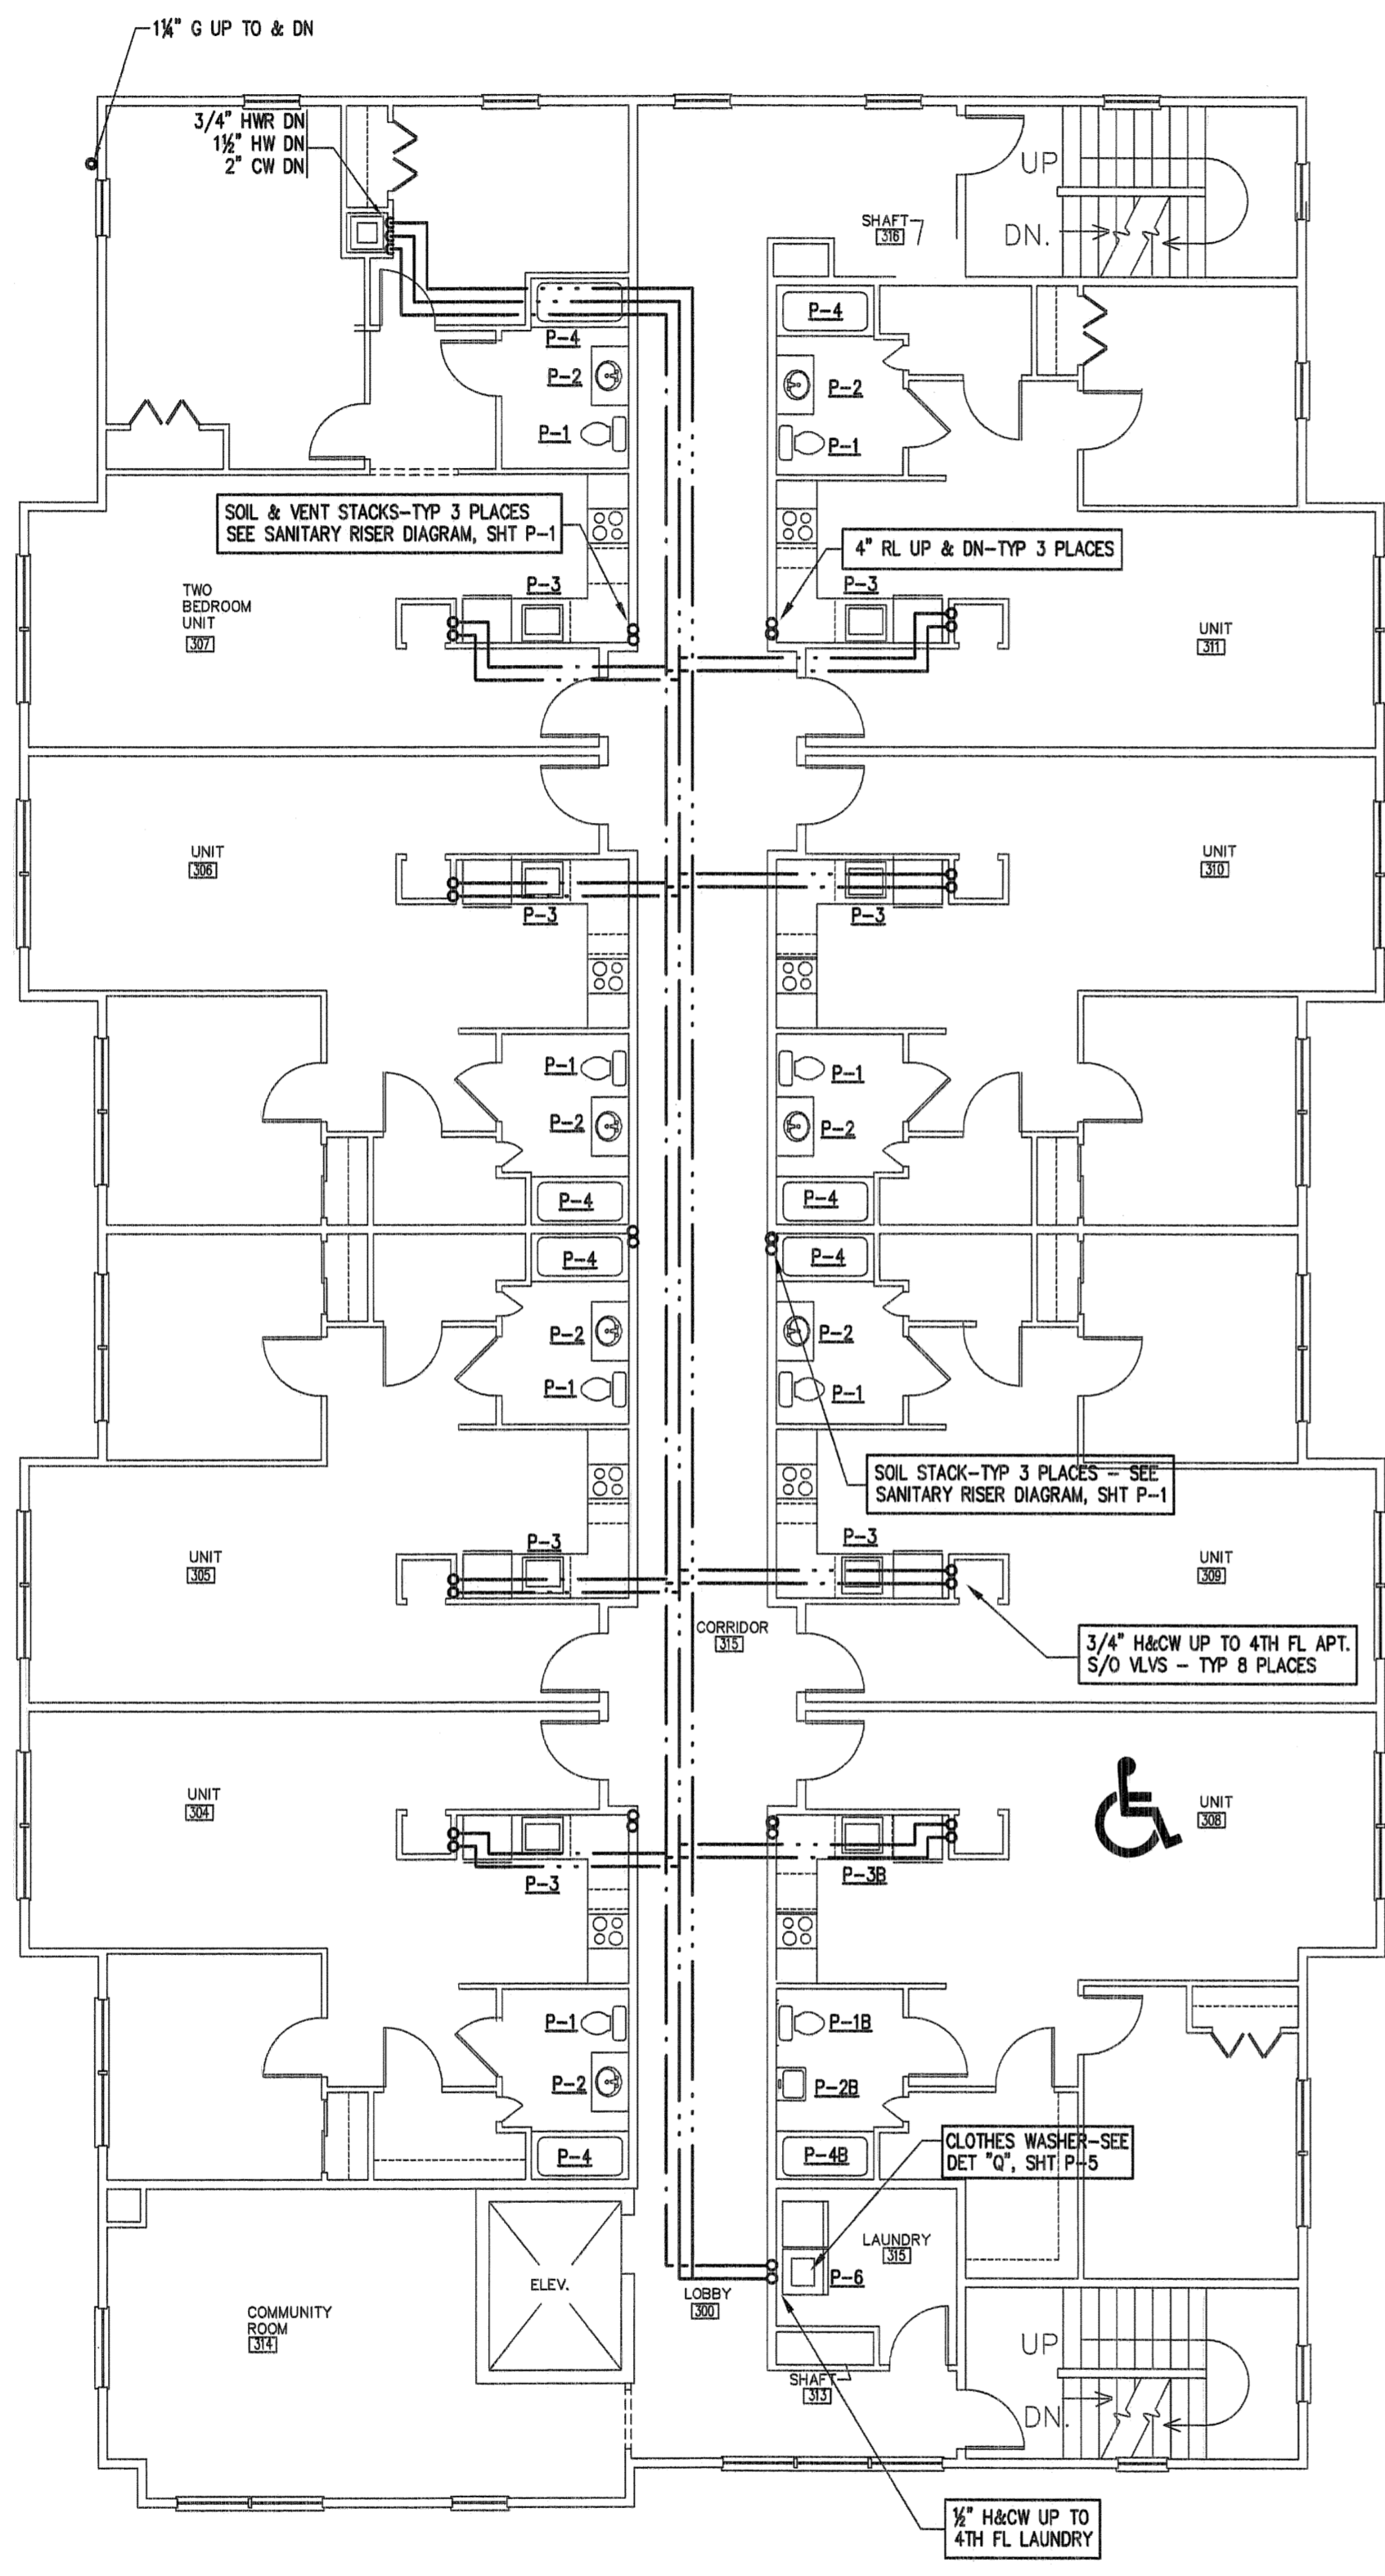 1¼" G UP TO & DN
3/4" HWR DN
1½" HW DN
2" CW DN
UP
SHAFT
316
DN.
P-4
P-4
P-2
P-2
P-1
P-1
SOIL & VENT STACKS-TYP 3 PLACES
SEE SANITARY RISER DIAGRAM, SHT P-1
4" RL UP & DN-TYP 3 PLACES
P-3
P-3
TWO
BEDROOM
UNIT
307
UNIT
311
UNIT
306
UNIT
310
P-3
P-3
P-1
P-1
P-2
P-2
P-4
P-4
P-4
P-4
P-2
P-2
P-1
P-1
SOIL STACK-TYP 3 PLACES - SEE
SANITARY RISER DIAGRAM, SHT P-1
P-3
P-3
UNIT
305
UNIT
309
CORRIDOR
315
3/4" H&CW UP TO 4TH FL APT.
S/O VLVS - TYP 8 PLACES
UNIT
304
UNIT
308
P-3
P-3B
P-1
P-1B
P-2
P-2B
P-4
P-4B
CLOTHES WASHER-SEE
DET "Q", SHT P-5
LAUNDRY
315
P-6
ELEV.
LOBBY
300
COMMUNITY
ROOM
314
UP
SHAFT
313
DN.
½" H&CW UP TO
4TH FL LAUNDRY